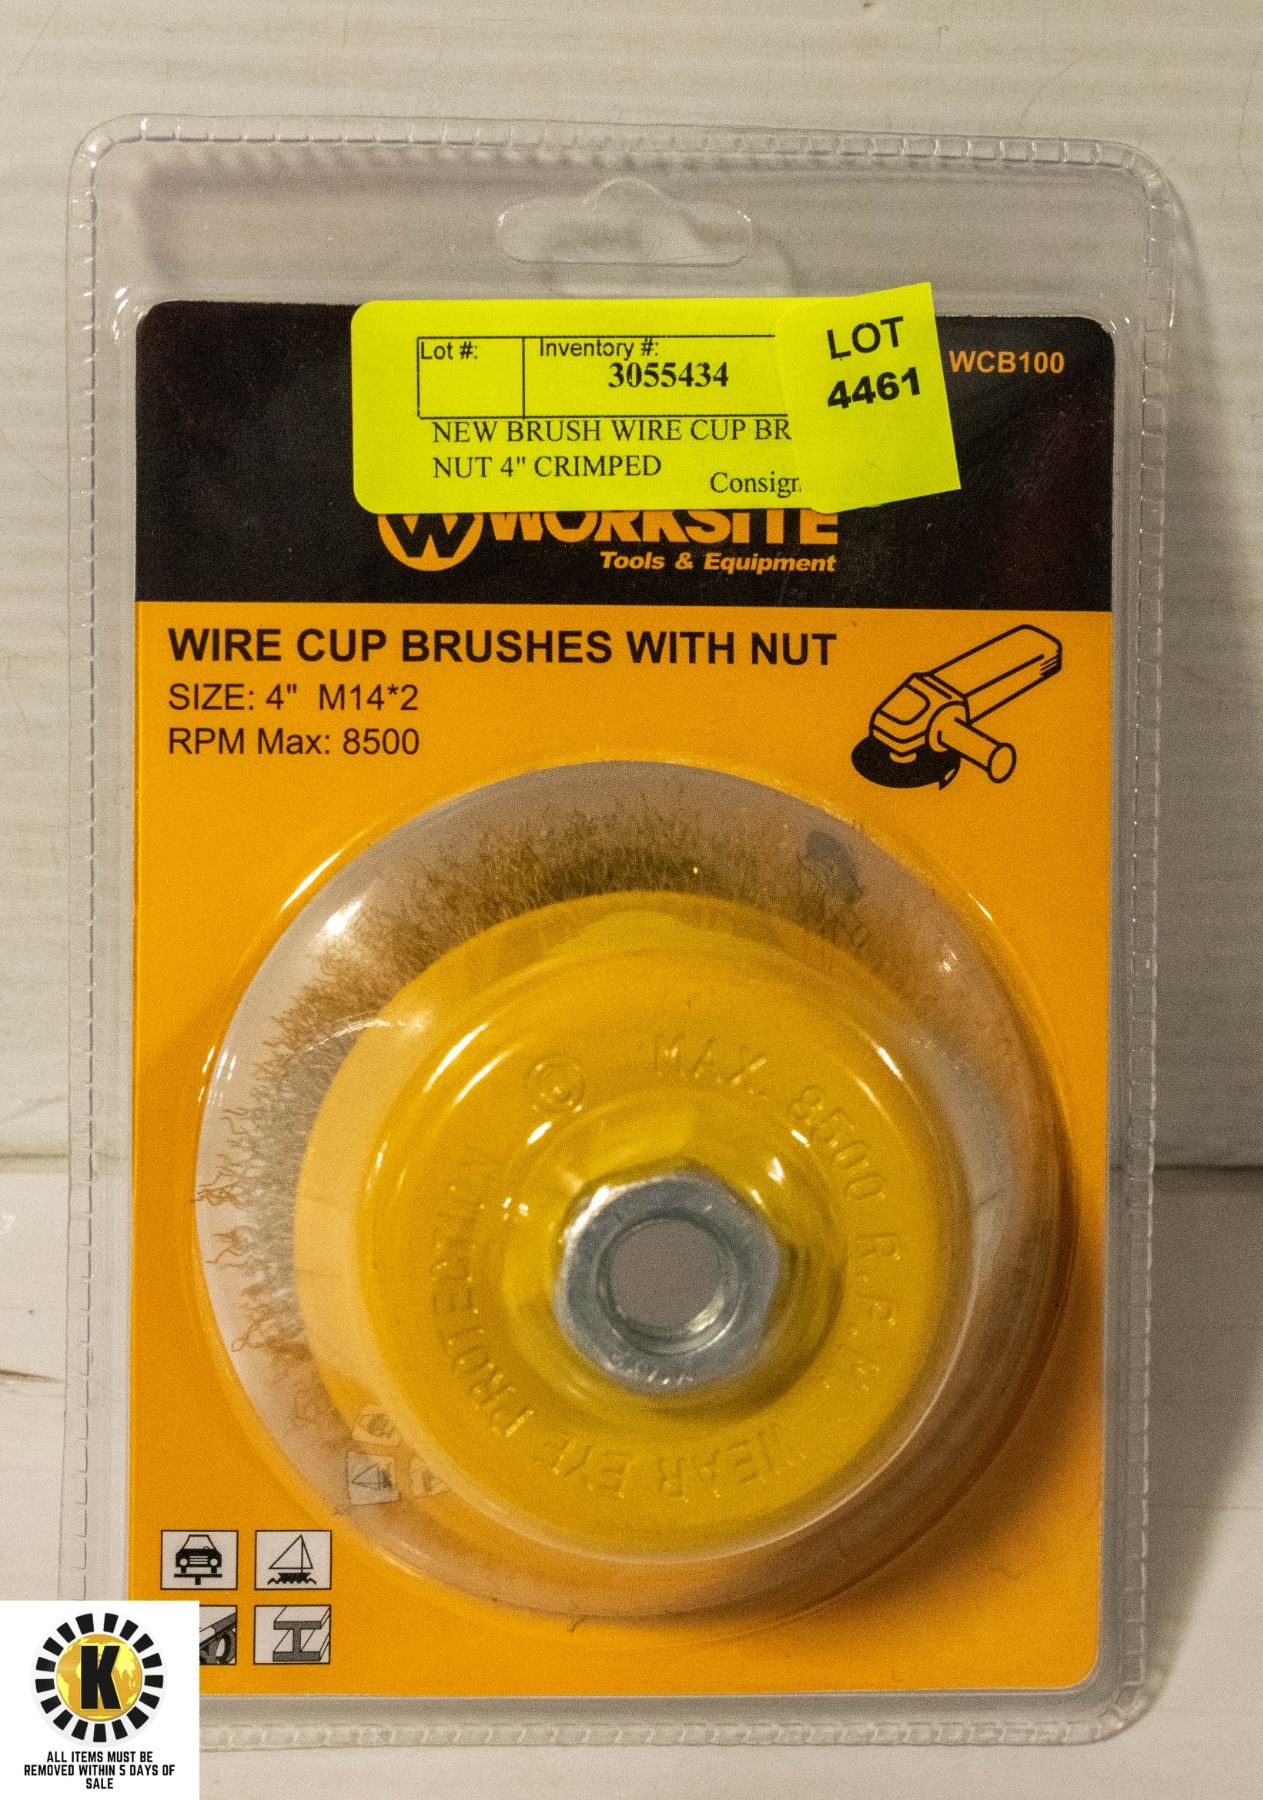 Lot #:
Inventory #:
3055434
NEW BRUSH WIRE CUP BR
NUT 4" CRIMPED
Consign
LOT
4461
WCB100
W WORKSITE
Tools & Equipment
WIRE CUP BRUSHES WITH NUT
SIZE: 4" M14*2
RPM Max: 8500
MAX. 8500 R.P.M.
WEAR EYE PROTECTION
K
ALL ITEMS MUST BE
REMOVED WITHIN 5 DAYS OF
SALE